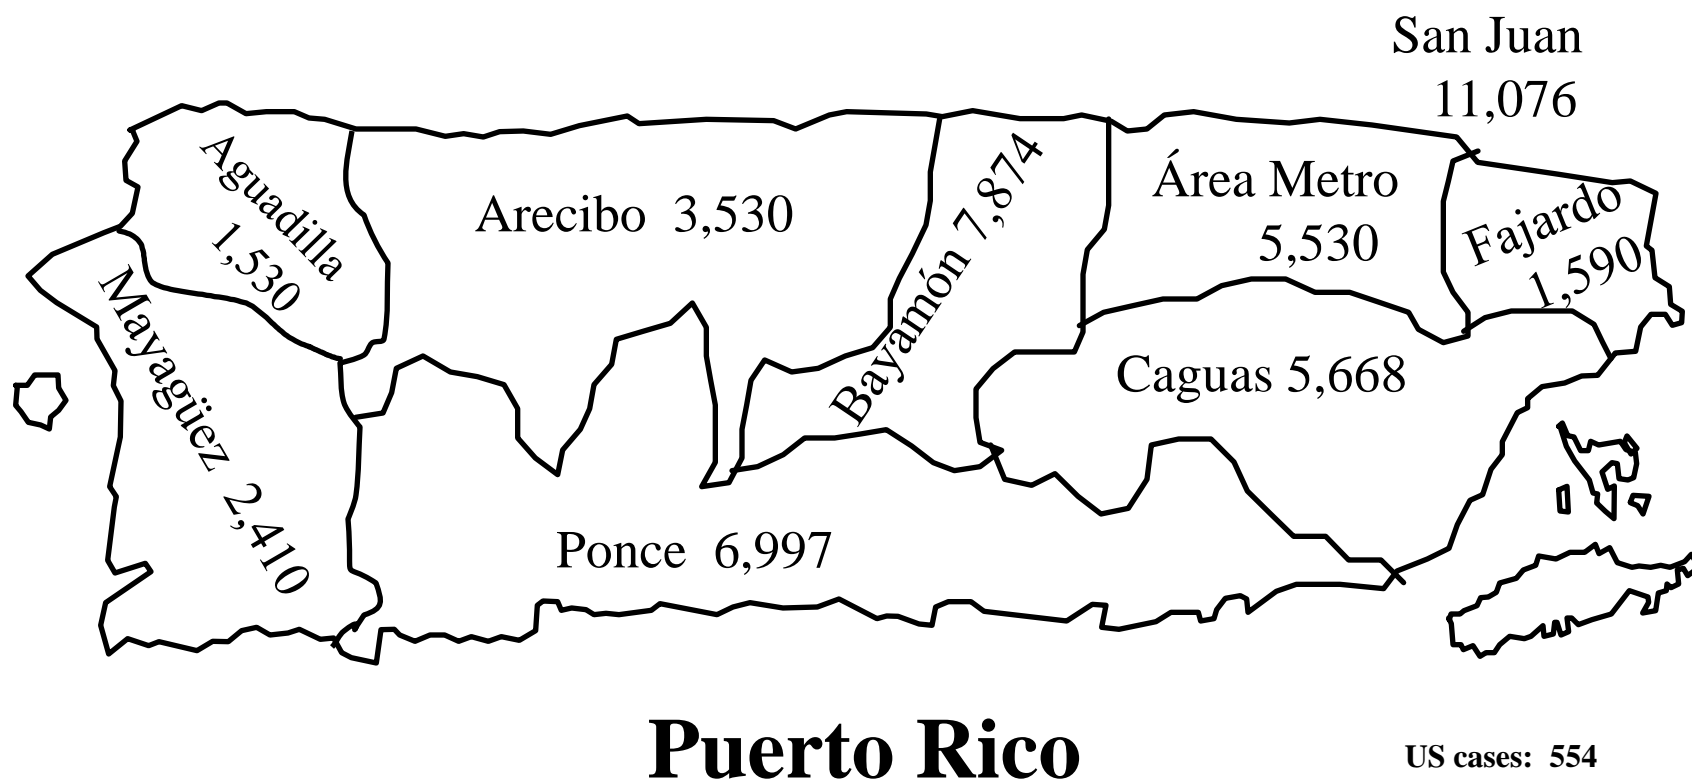 San Juan
11,076
Aguadilla
1,530
Arecibo 3,530
Bayamón 7,874
Área Metro
5,530
Fajardo
1,590
Mayagüez 2,410
Caguas 5,668
Ponce 6,997
Puerto Rico
US cases: 554